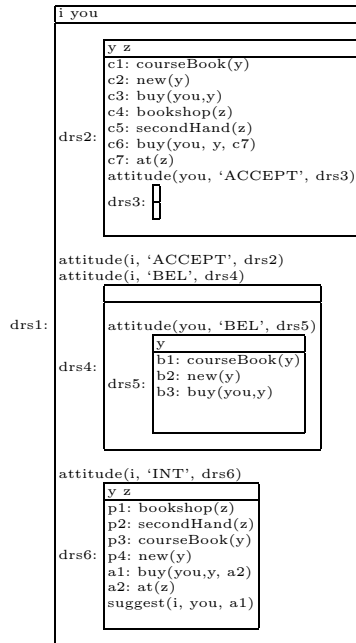 i you
y z
c1: courseBook(y)
c2: new(y)
c3: buy(you,y)
c4: bookshop(z)
c5: secondHand(z)
drs2:
c6: buy(you, y, c7)
c7: at(z)
attitude(you, ‘ACCEPT’, drs3)
drs3:
attitude(i, ‘ACCEPT’, drs2)
attitude(i, ‘BEL’, drs4)
drs1:
attitude(you, ‘BEL’, drs5)
y
drs4:
b1: courseBook(y)
drs5:
b2: new(y)
b3: buy(you,y)
attitude(i, ‘INT’, drs6)
y z
p1: bookshop(z)
p2: secondHand(z)
p3: courseBook(y)
drs6:
p4: new(y)
a1: buy(you,y, a2)
a2: at(z)
suggest(i, you, a1)